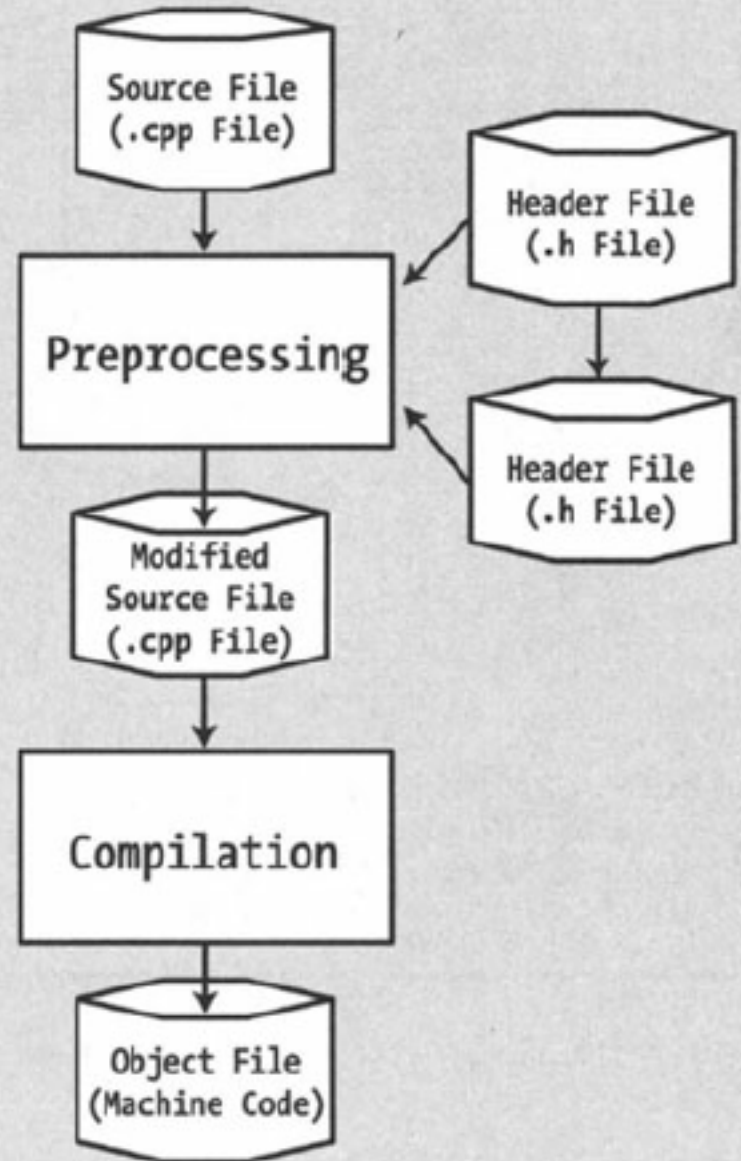 Source File
(.cpp File)
Header File
(.h File)
Preprocessing
Header File
(.h File)
Modified
Source File
(.cpp File)
Compilation
Object File
(Machine Code)